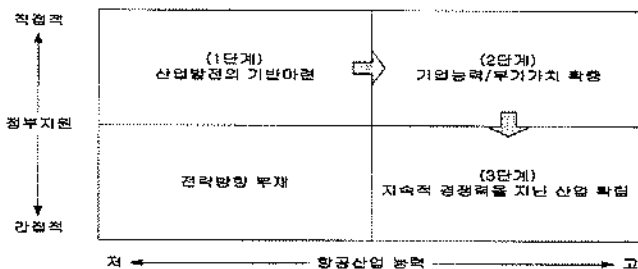 직접적
(1단계)
산업발전의 기반마련
(2단계)
기업능력/부가가치 확충
정부지원
전략방향 부재
(3단계)
지속적 경쟁력을 지닌 산업 확립
간접적
저
항공산업 능력
고